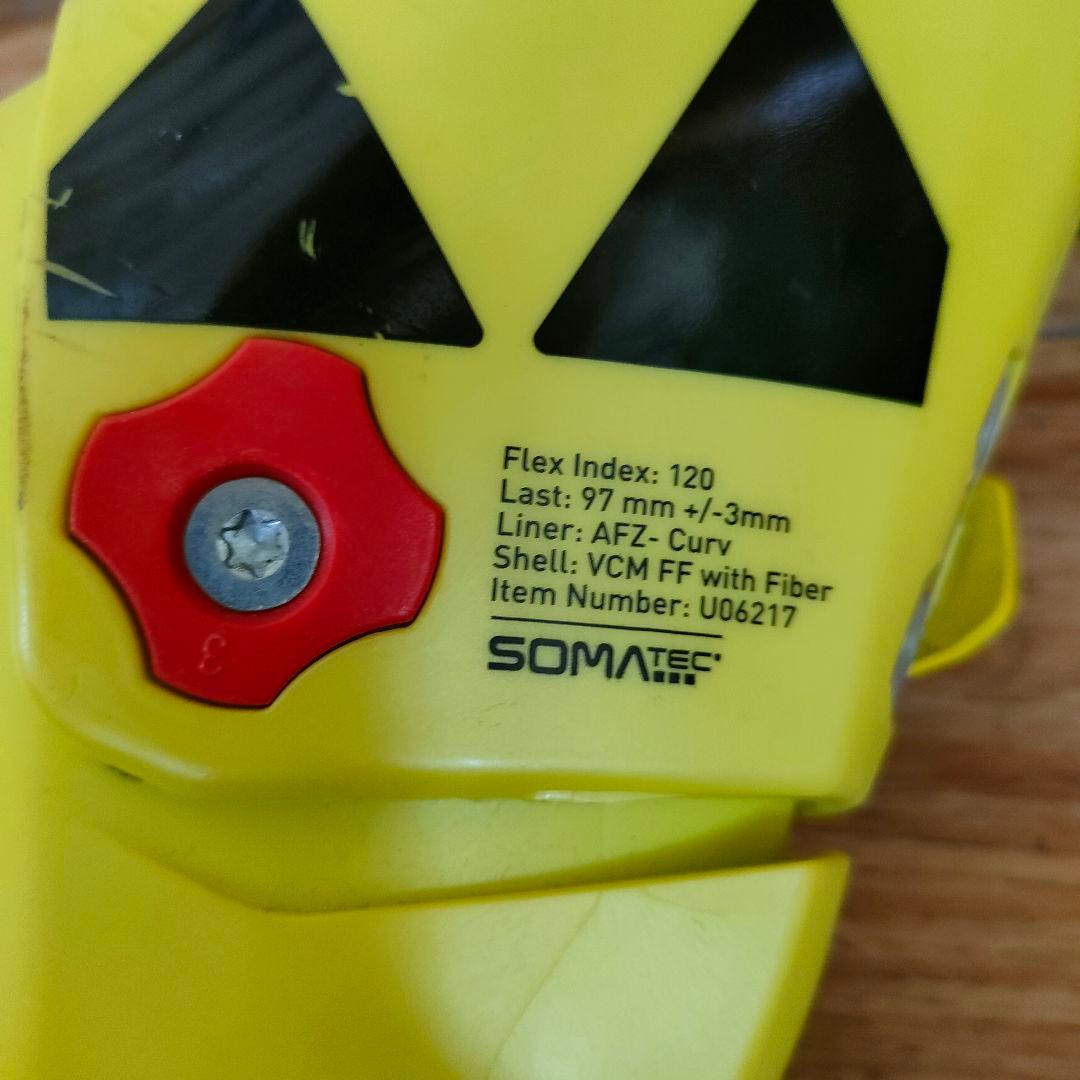 Flex Index: 120
Last: 97 mm +/-3mm
Liner: AFZ- Curv
Shell: VCM FF with Fiber
Item Number: U06217
SOMATEC
3